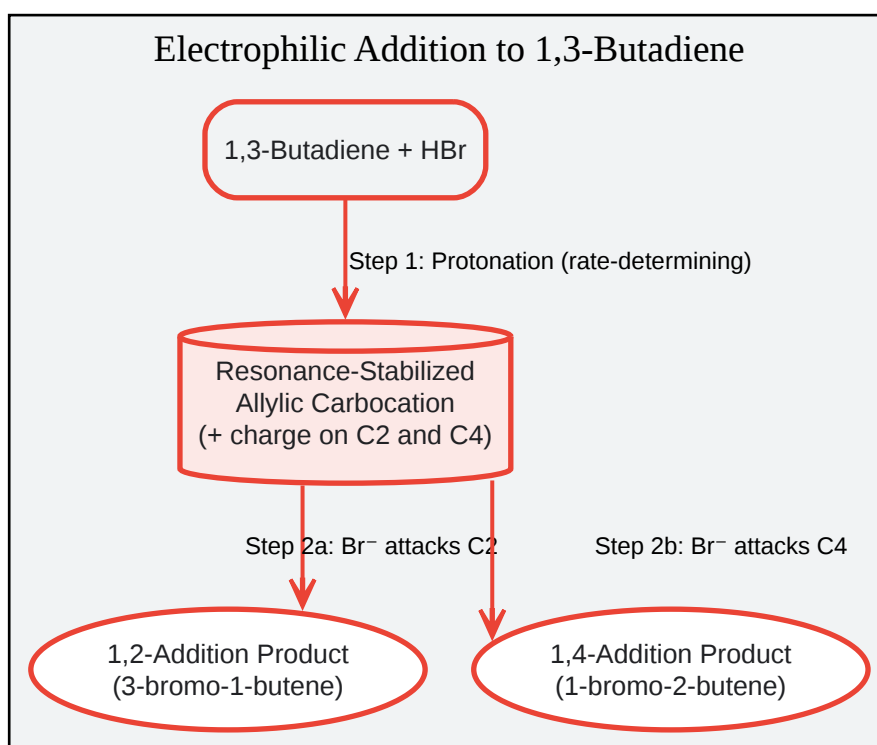 Electrophilic Addition to 1,3-Butadiene
1,3-Butadiene + HBr
Step 1: Protonation (rate-determining)
Resonance-Stabilized
Allylic Carbocation
(+ charge on C2 and C4)
Step 2a: Br⁻ attacks C2
Step 2b: Br⁻ attacks C4
1,2-Addition Product
(3-bromo-1-butene)
1,4-Addition Product
(1-bromo-2-butene)